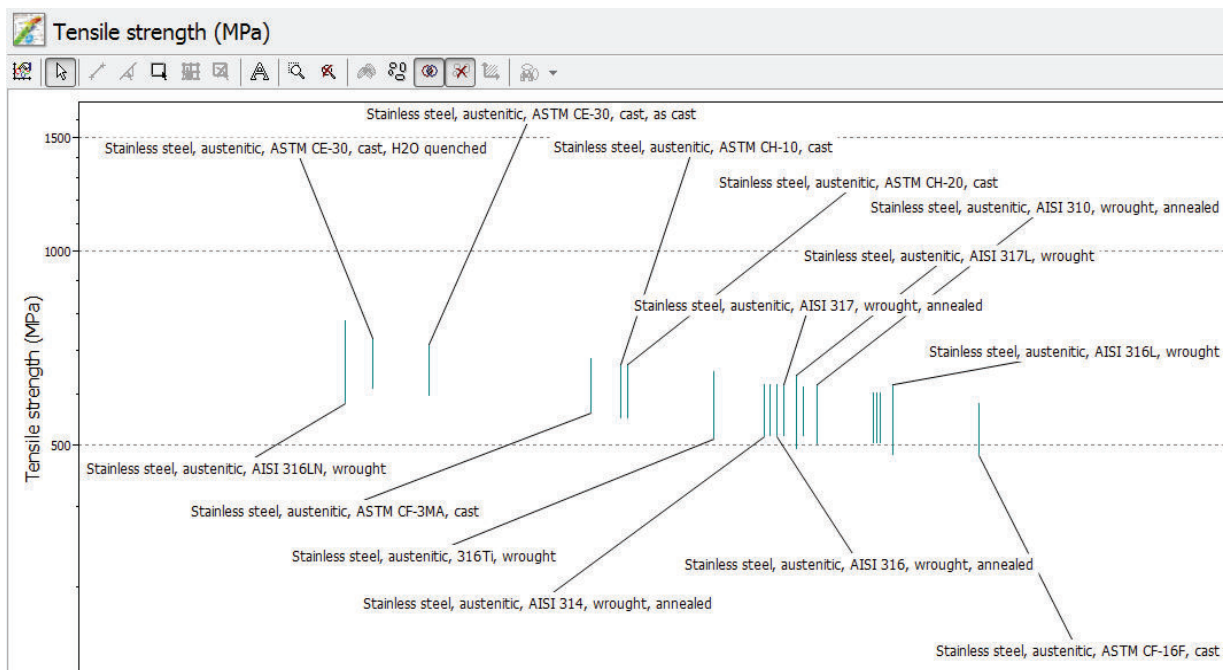 Tensile strength (MPa)
Stainless steel, austenitic, ASTM CE-30, cast, as cast
1500
Stainless steel, austenitic, ASTM CE-30, cast, H2O quenched
Stainless steel, austenitic, ASTM CH-10, cast
Stainless steel, austenitic, ASTM CH-20, cast
Stainless steel, austenitic, AISI 310, wrought, annealed
1000
Stainless steel, austenitic, AISI 317L, wrought
Stainless steel, austenitic, AISI 317, wrought, annealed
Tensile strength (MPa)
Stainless steel, austenitic, AISI 316L, wrought
500
Stainless steel, austenitic, AISI 316LN, wrought
Stainless steel, austenitic, ASTM CF-3MA, cast
Stainless steel, austenitic, 316Ti, wrought
Stainless steel, austenitic, AISI 316, wrought, annealed
Stainless steel, austenitic, AISI 314, wrought, annealed
Stainless steel, austenitic, ASTM CF-16F, cast